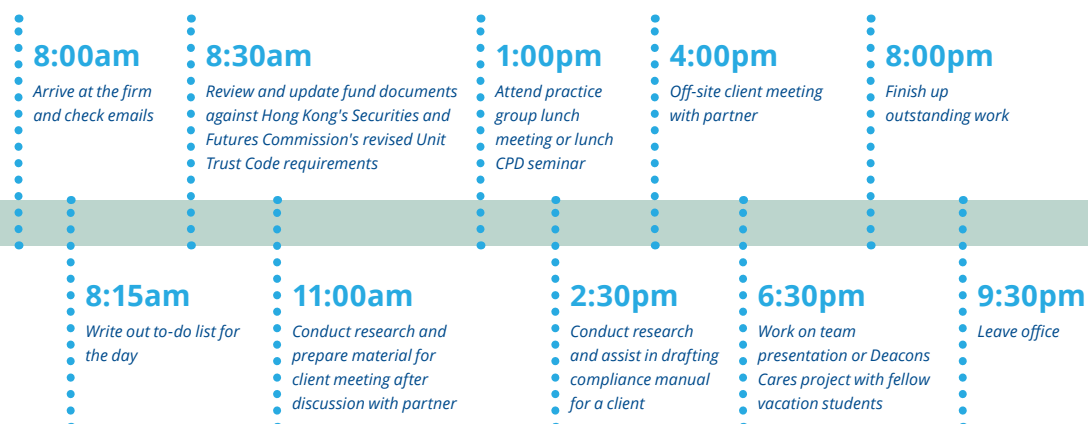 8:00am
Arrive at the firm
and check emails
8:15am
Write out to-do list for
the day
8:30am
Review and update fund documents
against Hong Kong's Securities and
Futures Commission's revised Unit
Trust Code requirements
11:00am
Conduct research and
prepare material for
client meeting after
discussion with partner
1:00pm
Attend practice
group lunch
meeting or lunch
CPD seminar
2:30pm
Conduct research
and assist in drafting
compliance manual
for a client
4:00pm
Off-site client meeting
with partner
6:30pm
Work on team
presentation or Deacons
Cares project with fellow
vacation students
8:00pm
Finish up
outstanding work
9:30pm
Leave office